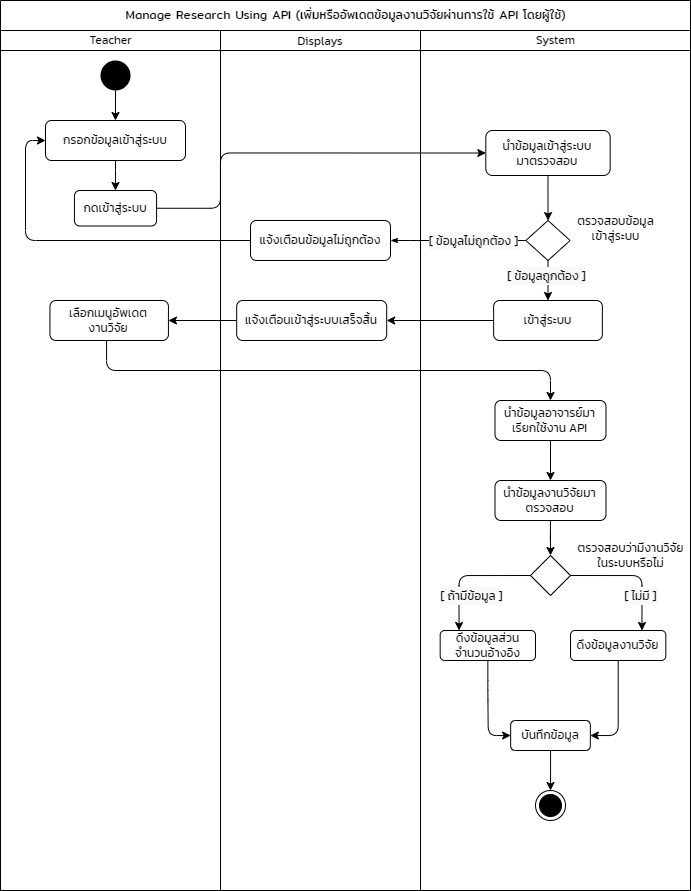 Manage Research Using API (เพิ่มหรืออัพเดตข้อมูลงานวิจัยผ่านการใช้ API โดยผู้ใช้)
Teacher
Displays
System
กรอกข้อมูลเข้าสู่ระบบ
กดเข้าสู่ระบบ
นำข้อมูลเข้าสู่ระบบ
มาตรวจสอบ
ตรวจสอบข้อมูล
เข้าสู่ระบบ
[ ข้อมูลไม่ถูกต้อง ]
แจ้งเตือนข้อมูลไม่ถูกต้อง
[ ข้อมูลถูกต้อง ]
เข้าสู่ระบบ
แจ้งเตือนเข้าสู่ระบบเสร็จสิ้น
เลือกเมนูอัพเดต
งานวิจัย
นำข้อมูลอาจารย์มา
เรียกใช้งาน API
นำข้อมูลงานวิจัยมา
ตรวจสอบ
ตรวจสอบว่ามีงานวิจัย
ในระบบหรือไม่
[ ถ้ามีข้อมูล ]
[ ไม่มี ]
ดึงข้อมูลส่วน
จำนวนอ้างอิง
ดึงข้อมูลงานวิจัย
บันทึกข้อมูล